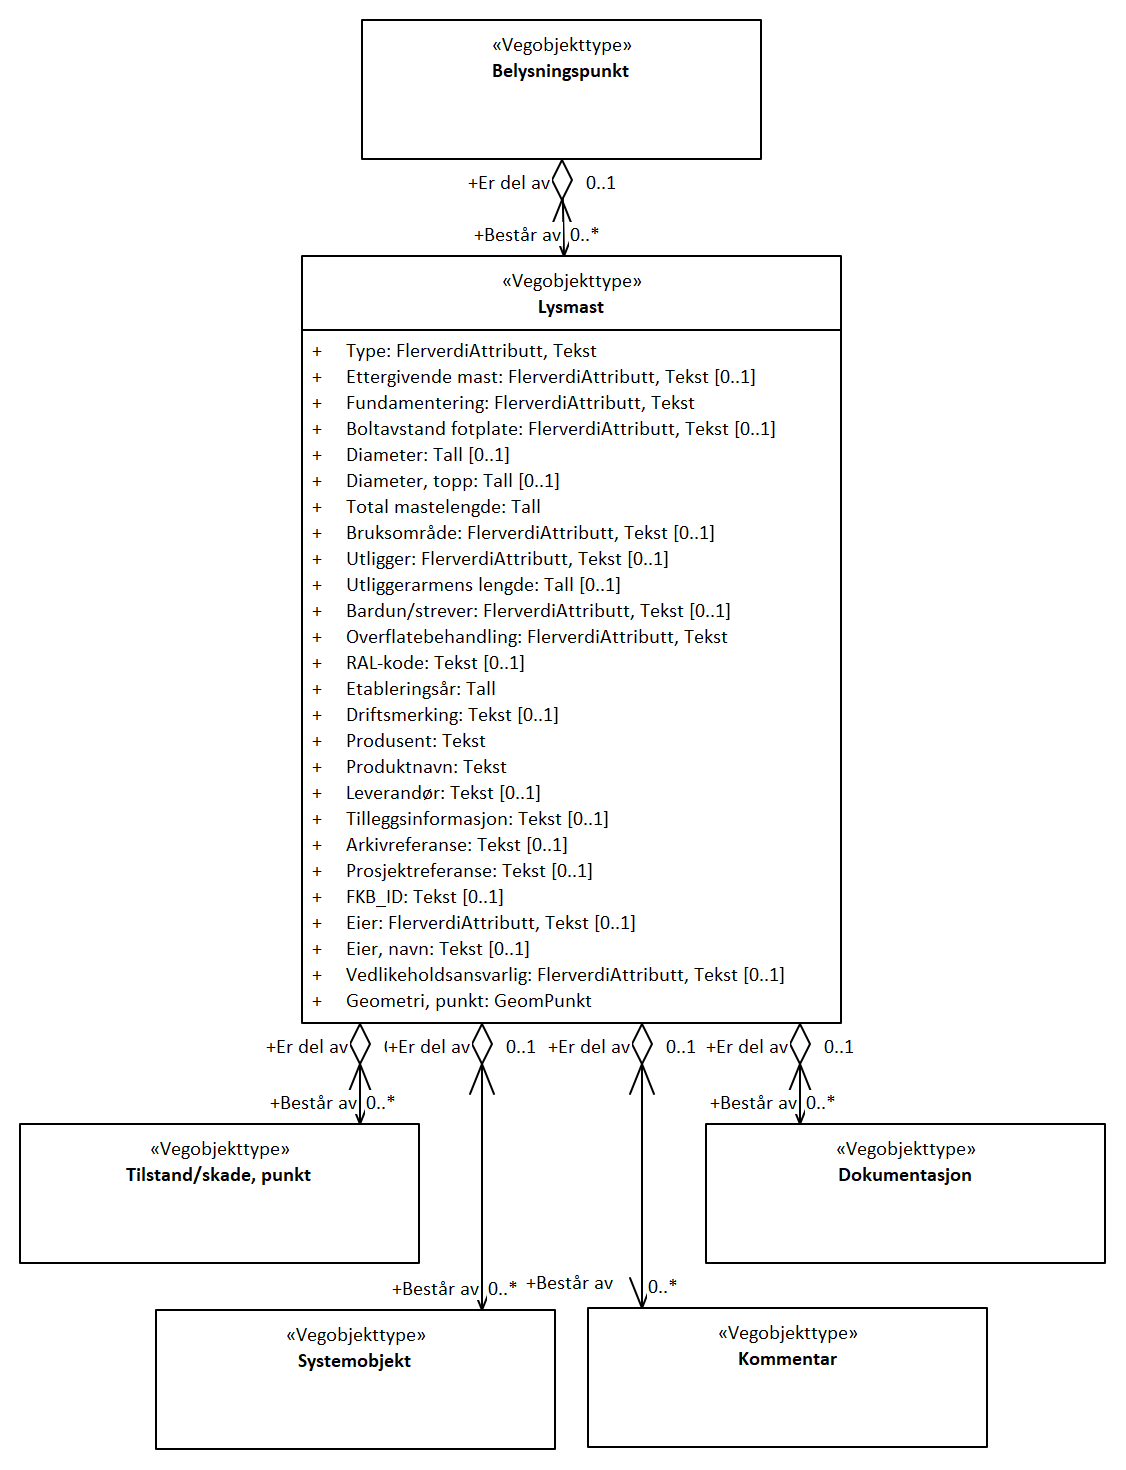 «Vegobjekttype»
Belysningspunkt
+Er del av 0..1
+Består av 0..*
«Vegobjekttype»
Lysmast
+ Type: FlerverdiAttributt, Tekst
+ Ettergivende mast: FlerverdiAttributt, Tekst [0..1]
+ Fundamentering: FlerverdiAttributt, Tekst
+ Boltavstand fotplate: FlerverdiAttributt, Tekst [0..1]
+ Diameter: Tall [0..1]
+ Diameter, topp: Tall [0..1]
+ Total mastelengde: Tall
+ Bruksområde: FlerverdiAttributt, Tekst [0..1]
+ Utligger: FlerverdiAttributt, Tekst [0..1]
+ Utliggerarmens lengde: Tall [0..1]
+ Bardun/strever: FlerverdiAttributt, Tekst [0..1]
+ Overflatebehandling: FlerverdiAttributt, Tekst
+ RAL-kode: Tekst [0..1]
+ Etableringsår: Tall
+ Driftsmerking: Tekst [0..1]
+ Produsent: Tekst
+ Produktnavn: Tekst
+ Leverandør: Tekst [0..1]
+ Tilleggsinformasjon: Tekst [0..1]
+ Arkivreferanse: Tekst [0..1]
+ Prosjektreferanse: Tekst [0..1]
+ FKB_ID: Tekst [0..1]
+ Eier: FlerverdiAttributt, Tekst [0..1]
+ Eier, navn: Tekst [0..1]
+ Vedlikeholdsansvarlig: FlerverdiAttributt, Tekst [0..1]
+ Geometri, punkt: GeomPunkt
+Er del av +Er del av 0..1 +Er del av 0..1 +Er del av 0..1
+Består av 0..* +Består av 0..*
«Vegobjekttype» «Vegobjekttype»
Tilstand/skade, punkt Dokumentasjon
+Består av 0..* +Består av 0..*
«Vegobjekttype» «Vegobjekttype»
Systemobjekt Kommentar